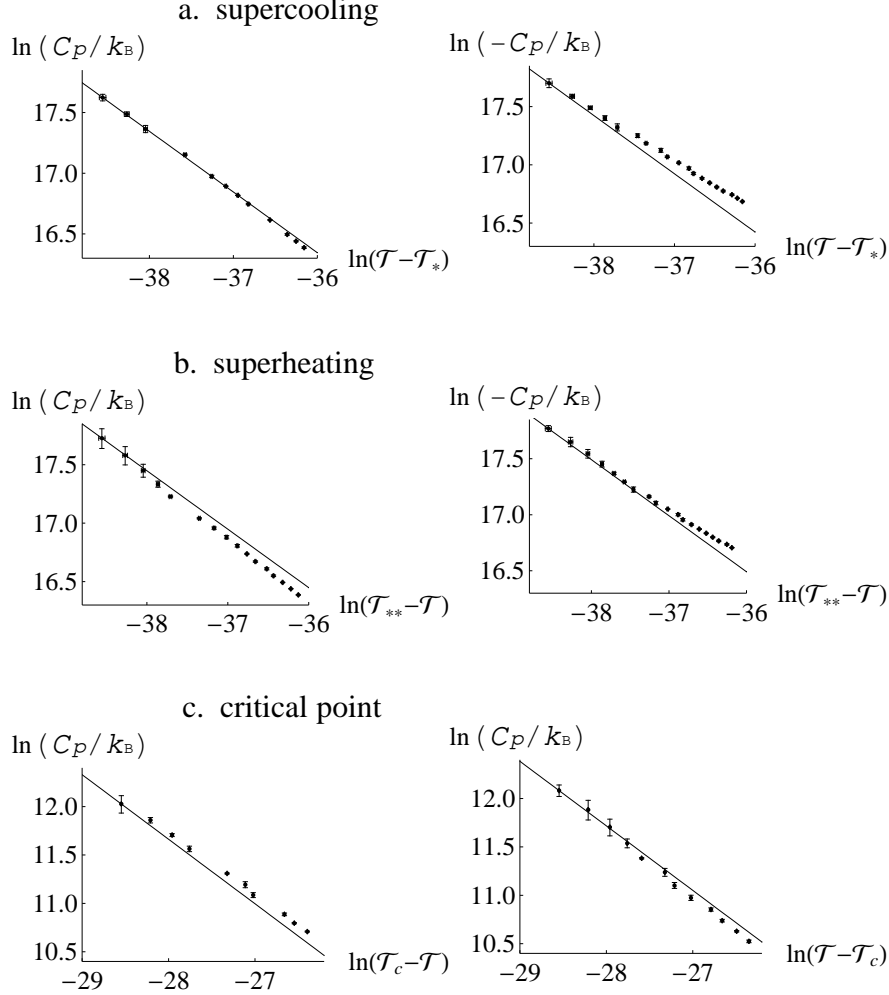 a. supercooling
ln (Cp/kB)
17.5
17.0
16.5
−38 −37 −36
ln(𝒯−𝒯*)
ln (−Cp/kB)
17.5
17.0
16.5
−38 −37 −36
ln(𝒯−𝒯*)
b. superheating
ln (Cp/kB)
17.5
17.0
16.5
−38 −37 −36
ln(𝒯**−𝒯)
ln (−Cp/kB)
17.5
17.0
16.5
−38 −37 −36
ln(𝒯**−𝒯)
c. critical point
ln (Cp/kB)
12.0
11.5
11.0
10.5
−29 −28 −27
ln(𝒯c−𝒯)
ln (Cp/kB)
12.0
11.5
11.0
10.5
−29 −28 −27
ln(𝒯−𝒯c)